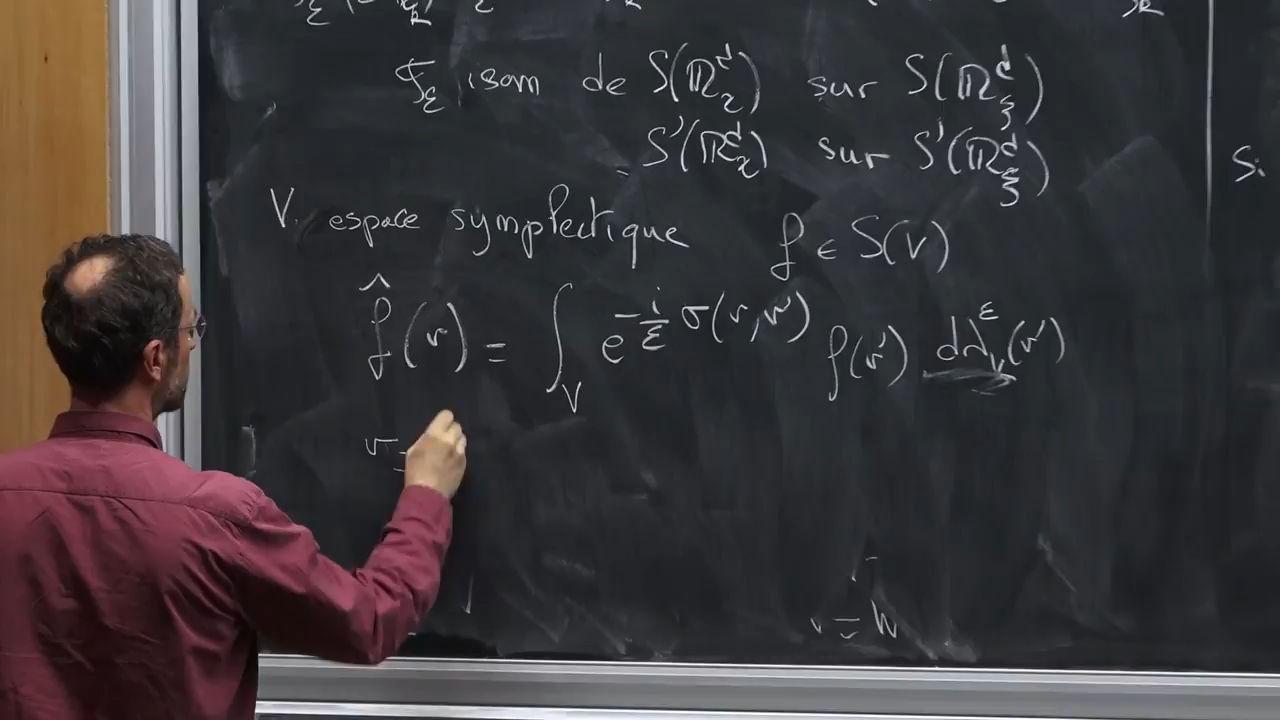 𝓕_ε isom de S(ℝ^d_x) sur S(ℝ^d_ξ)
S'(ℝ^d_x) sur S'(ℝ^d_ξ)
V. espace symplectique f ∈ S(V)
f̂(v) = ∫_V e^{-i/ε σ(v,v')} f(v') dλ^ε_V(v')
v=